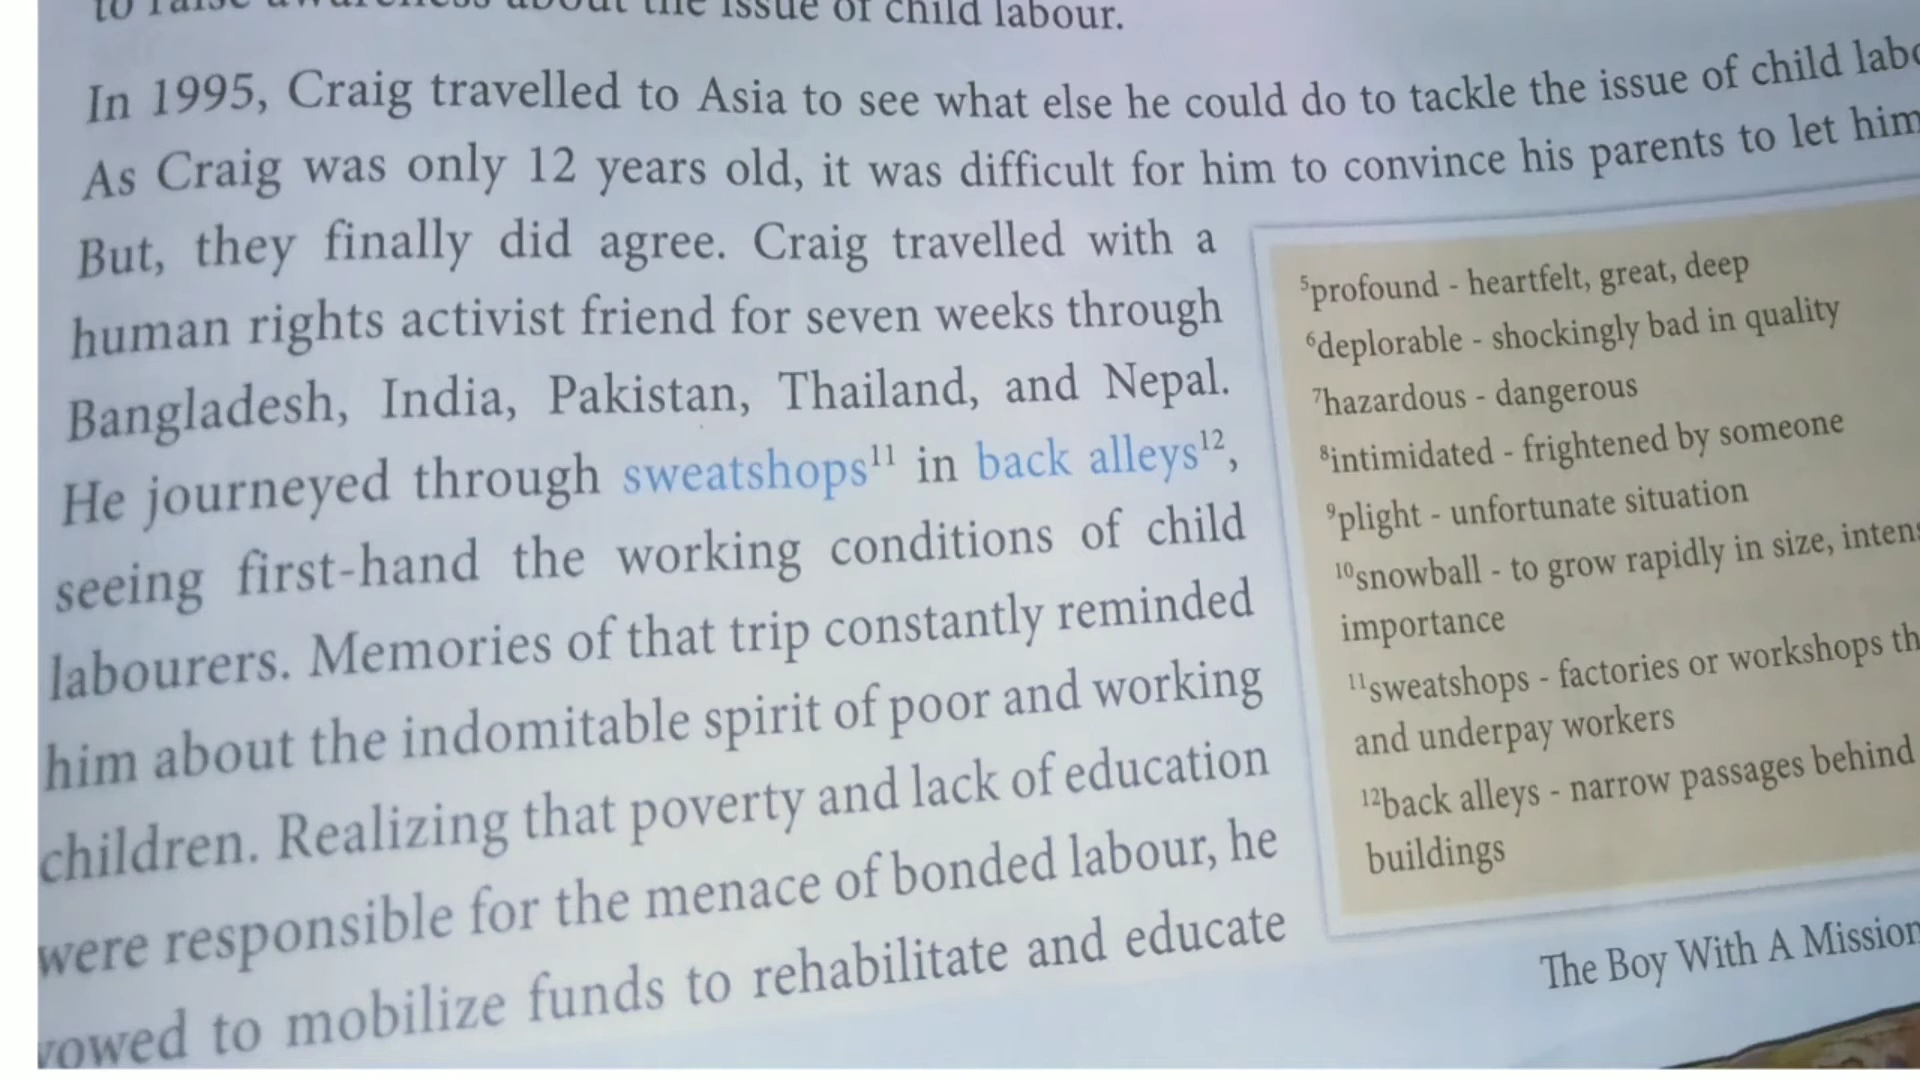 to raise awareness about the issue of child labour.
In 1995, Craig travelled to Asia to see what else he could do to tackle the issue of child
As Craig was only 12 years old, it was difficult for him to convince his parents to let him
But, they finally did agree. Craig travelled with a
human rights activist friend for seven weeks through
Bangladesh, India, Pakistan, Thailand, and Nepal.
He journeyed through sweatshops¹¹ in back alleys¹²,
seeing first-hand the working conditions of child
labourers. Memories of that trip constantly reminded
him about the indomitable spirit of poor and working
children. Realizing that poverty and lack of education
were responsible for the menace of bonded labour, he
vowed to mobilize funds to rehabilitate and educate
⁵profound - heartfelt, great, deep
⁶deplorable - shockingly bad in quality
⁷hazardous - dangerous
⁸intimidated - frightened by someone
⁹plight - unfortunate situation
¹⁰snowball - to grow rapidly in size,
importance
¹¹sweatshops - factories or workshops
and underpay workers
¹²back alleys - narrow passages behind
buildings
The Boy With A Mission